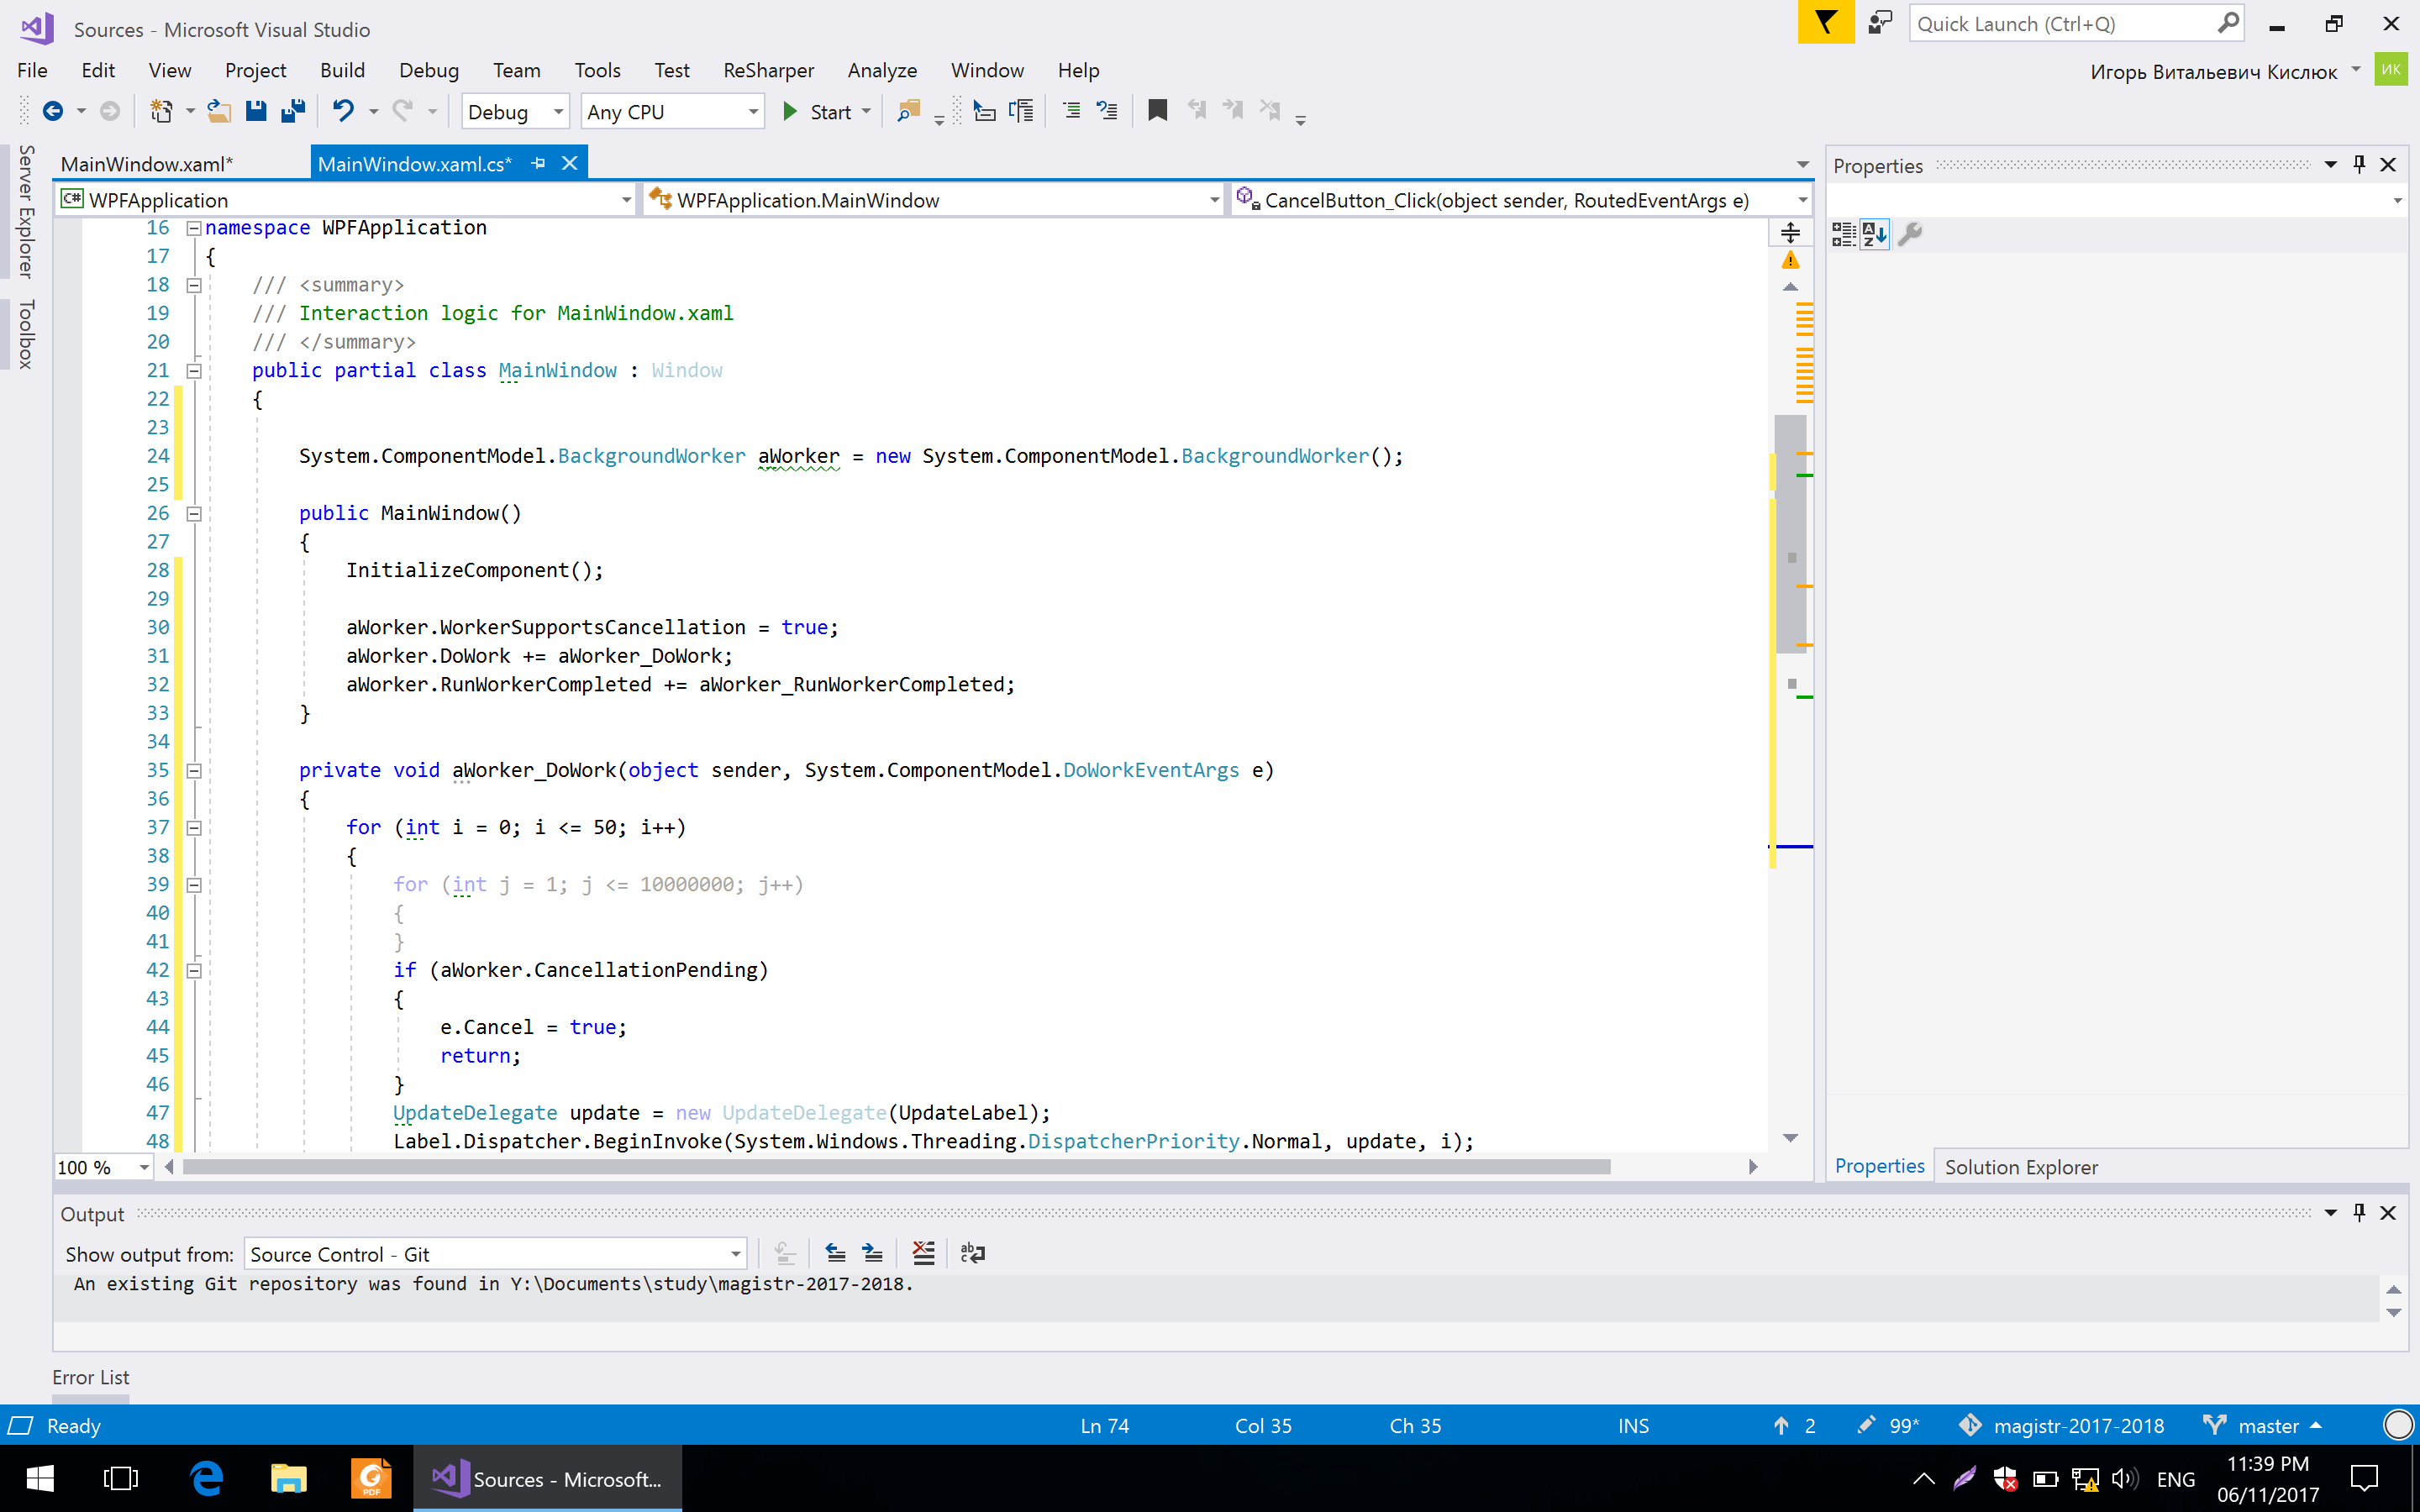 Sources - Microsoft Visual Studio
Quick Launch (Ctrl+Q)
File Edit View Project Build Debug Team Tools Test ReSharper Analyze Window Help
Игорь Витальевич Кислюк
ИК
Debug Any CPU Start
Server Explorer
Toolbox
MainWindow.xaml* MainWindow.xaml.cs*
C# WPFApplication WPFApplication.MainWindow CancelButton_Click(object sender, RoutedEventArgs e)
16 namespace WPFApplication
17 {
18 /// <summary>
19 /// Interaction logic for MainWindow.xaml
20 /// </summary>
21 public partial class MainWindow : Window
22 {
23
24 System.ComponentModel.BackgroundWorker aWorker = new System.ComponentModel.BackgroundWorker();
25
26 public MainWindow()
27 {
28 InitializeComponent();
29
30 aWorker.WorkerSupportsCancellation = true;
31 aWorker.DoWork += aWorker_DoWork;
32 aWorker.RunWorkerCompleted += aWorker_RunWorkerCompleted;
33 }
34
35 private void aWorker_DoWork(object sender, System.ComponentModel.DoWorkEventArgs e)
36 {
37 for (int i = 0; i <= 50; i++)
38 {
39 for (int j = 1; j <= 10000000; j++)
40 {
41 }
42 if (aWorker.CancellationPending)
43 {
44 e.Cancel = true;
45 return;
46 }
47 UpdateDelegate update = new UpdateDelegate(UpdateLabel);
48 Label.Dispatcher.BeginInvoke(System.Windows.Threading.DispatcherPriority.Normal, update, i);
100 %
Properties
Properties Solution Explorer
Output
Show output from: Source Control - Git
An existing Git repository was found in Y:\Documents\study\magistr-2017-2018.
Error List
Ready Ln 74 Col 35 Ch 35 INS 2 99* magistr-2017-2018 master
PDF
Sources - Microsoft...
ENG
11:39 PM
06/11/2017